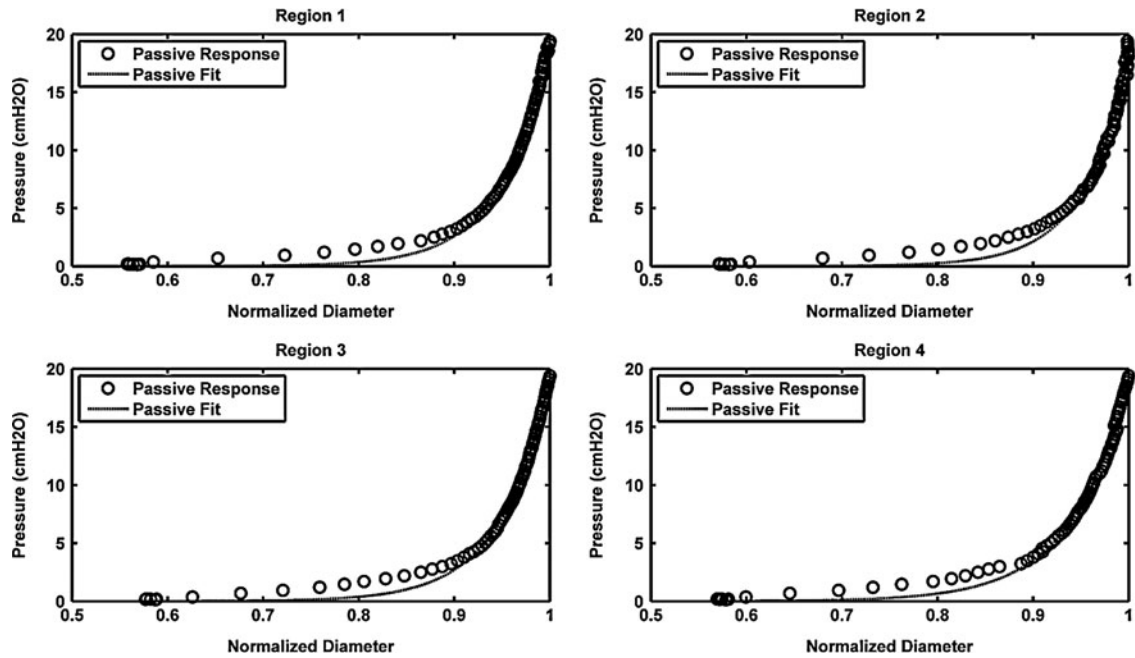 Region 1
20
15
10
5
0
Pressure (cmH2O)
Passive Response
Passive Fit
0.5 0.6 0.7 0.8 0.9 1
Normalized Diameter
Region 2
20
15
10
5
0
Pressure (cmH2O)
Passive Response
Passive Fit
0.5 0.6 0.7 0.8 0.9 1
Normalized Diameter
Region 3
20
15
10
5
0
Pressure (cmH2O)
Passive Response
Passive Fit
0.5 0.6 0.7 0.8 0.9 1
Normalized Diameter
Region 4
20
15
10
5
0
Pressure (cmH2O)
Passive Response
Passive Fit
0.5 0.6 0.7 0.8 0.9 1
Normalized Diameter